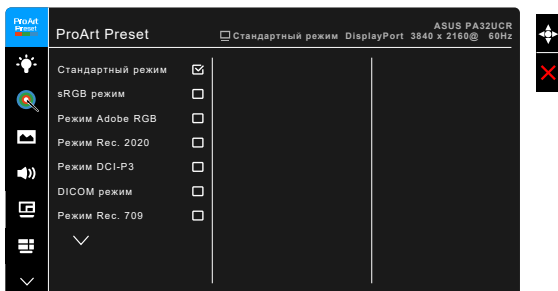 ProArt
Preset
ProArt Preset
ASUS PA32UCR
Стандартный режим DisplayPort 3840 x 2160@ 60Hz
Стандартный режим
sRGB режим
Режим Adobe RGB
Режим Rec. 2020
Режим DCI-P3
DICOM режим
Режим Rec. 709